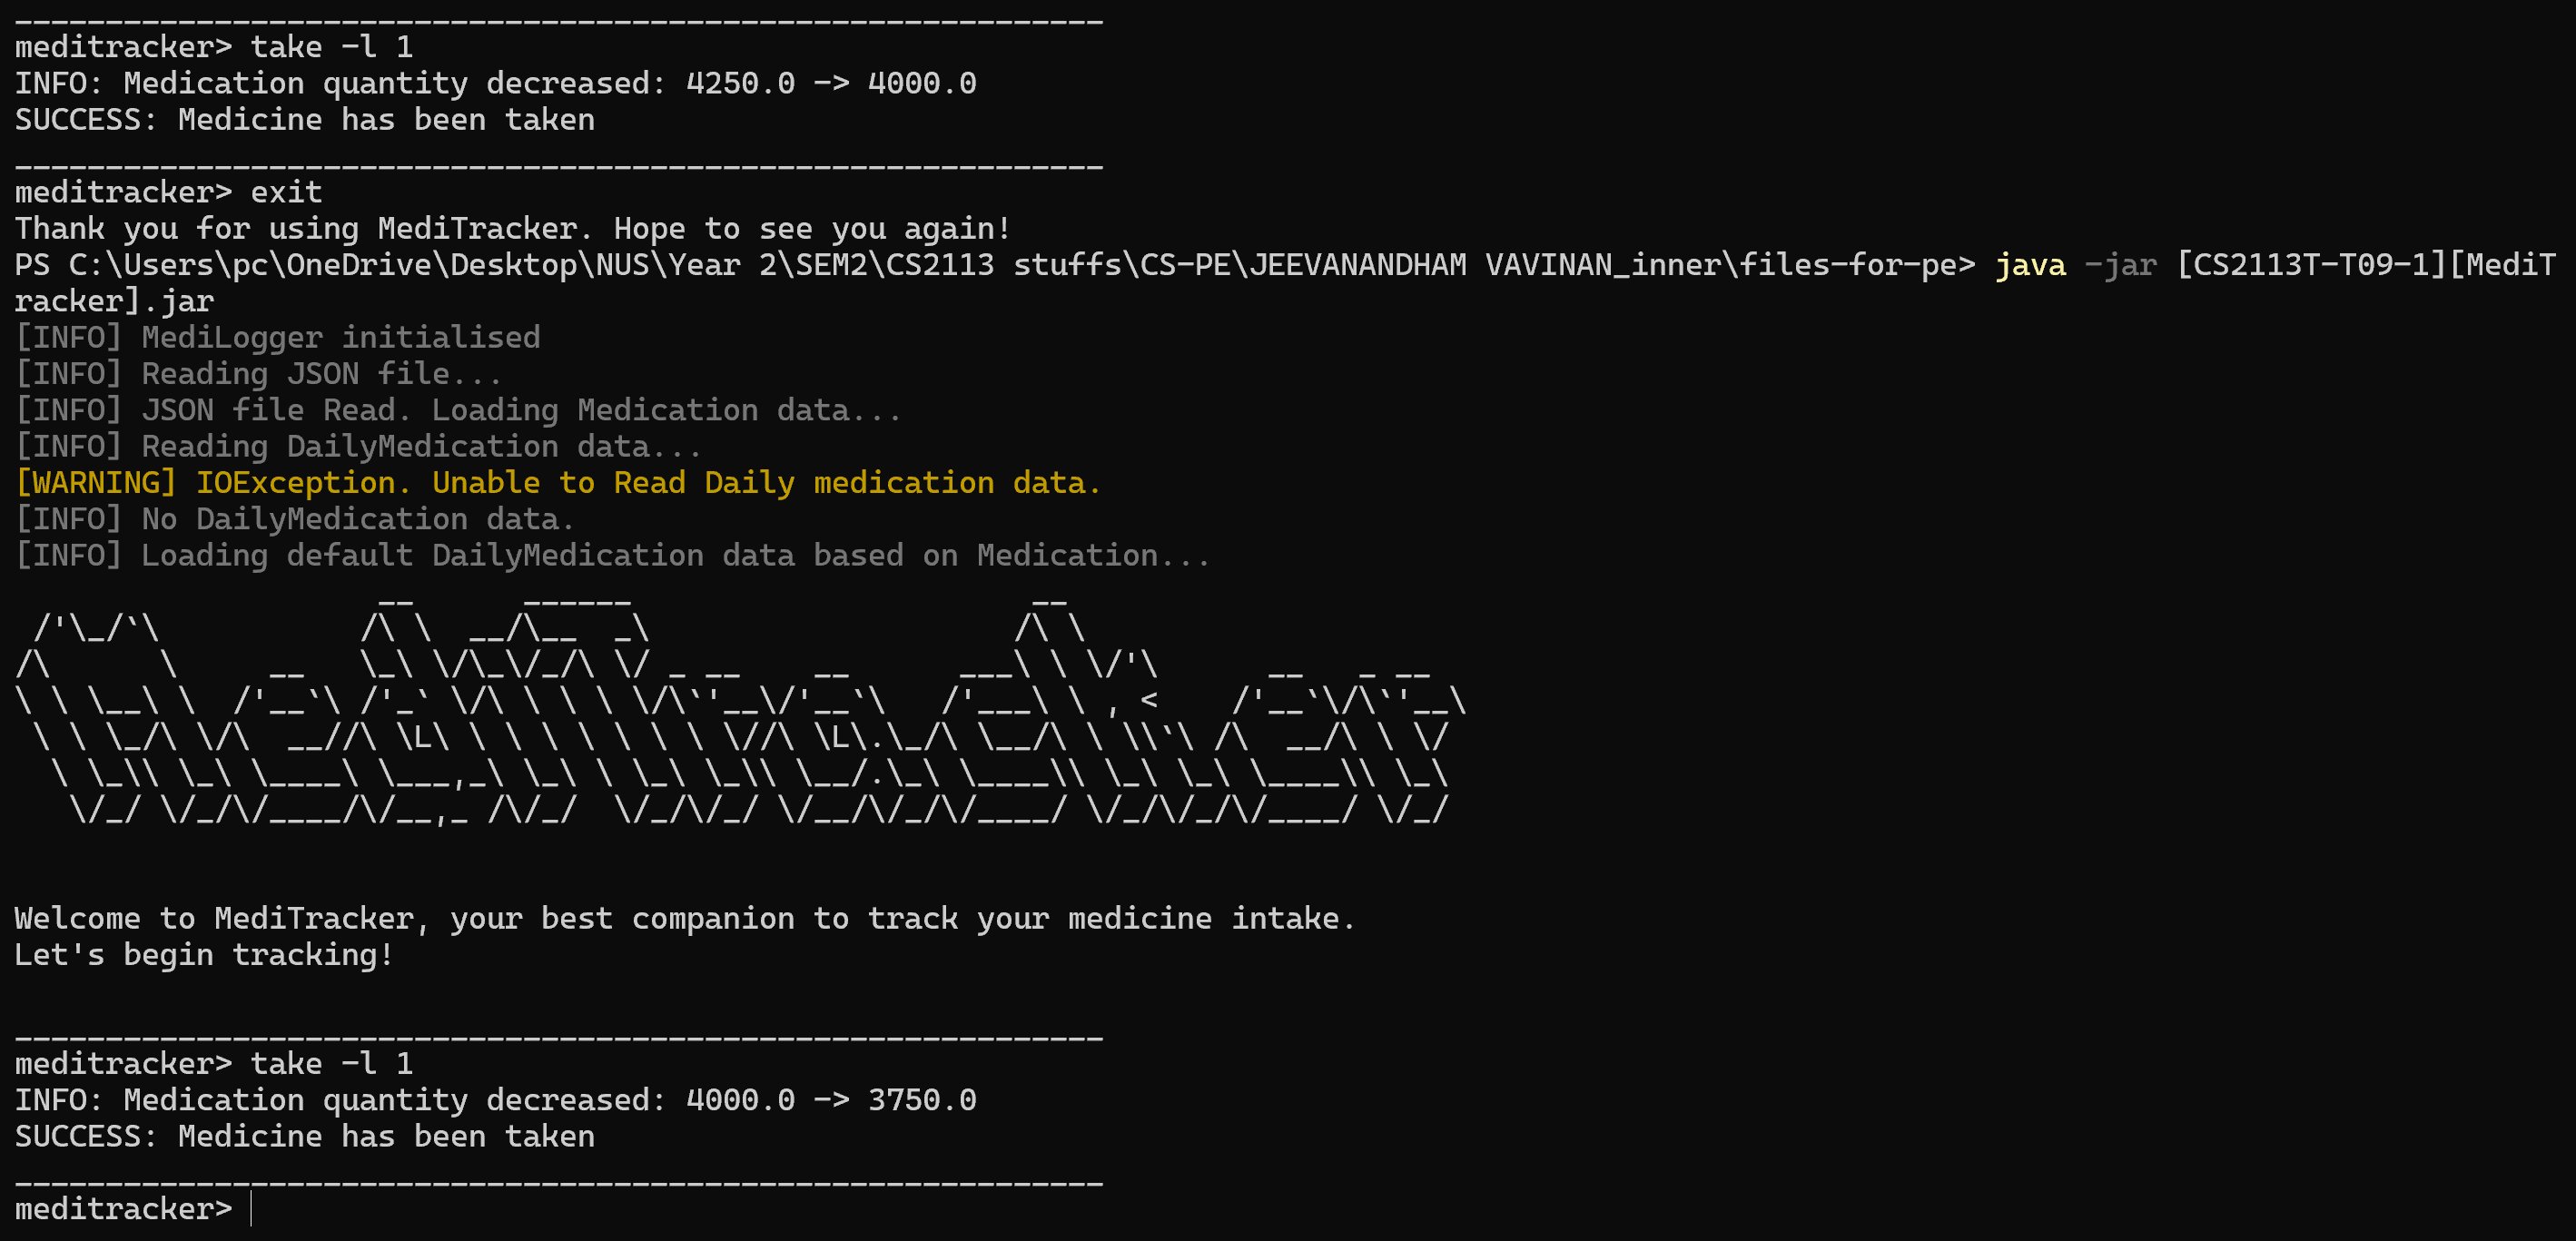 meditracker> take -l 1
INFO: Medication quantity decreased: 4250.0 -> 4000.0
SUCCESS: Medicine has been taken
____________________________________________________________
meditracker> exit
Thank you for using MediTracker. Hope to see you again!
PS C:\Users\pc\OneDrive\Desktop\NUS\Year 2\SEM2\CS2113 stuffs\CS-PE\JEEVANANDHAM VAVINAN_inner\files-for-pe> java -jar [CS2113T-T09-1][MediT
racker].jar
[INFO] MediLogger initialised
[INFO] Reading JSON file...
[INFO] JSON file Read. Loading Medication data...
[INFO] Reading DailyMedication data...
[WARNING] IOException. Unable to Read Daily medication data.
[INFO] No DailyMedication data.
[INFO] Loading default DailyMedication data based on Medication...
MediTracker
Welcome to MediTracker, your best companion to track your medicine intake.
Let's begin tracking!
____________________________________________________________
meditracker> take -l 1
INFO: Medication quantity decreased: 4000.0 -> 3750.0
SUCCESS: Medicine has been taken
____________________________________________________________
meditracker>